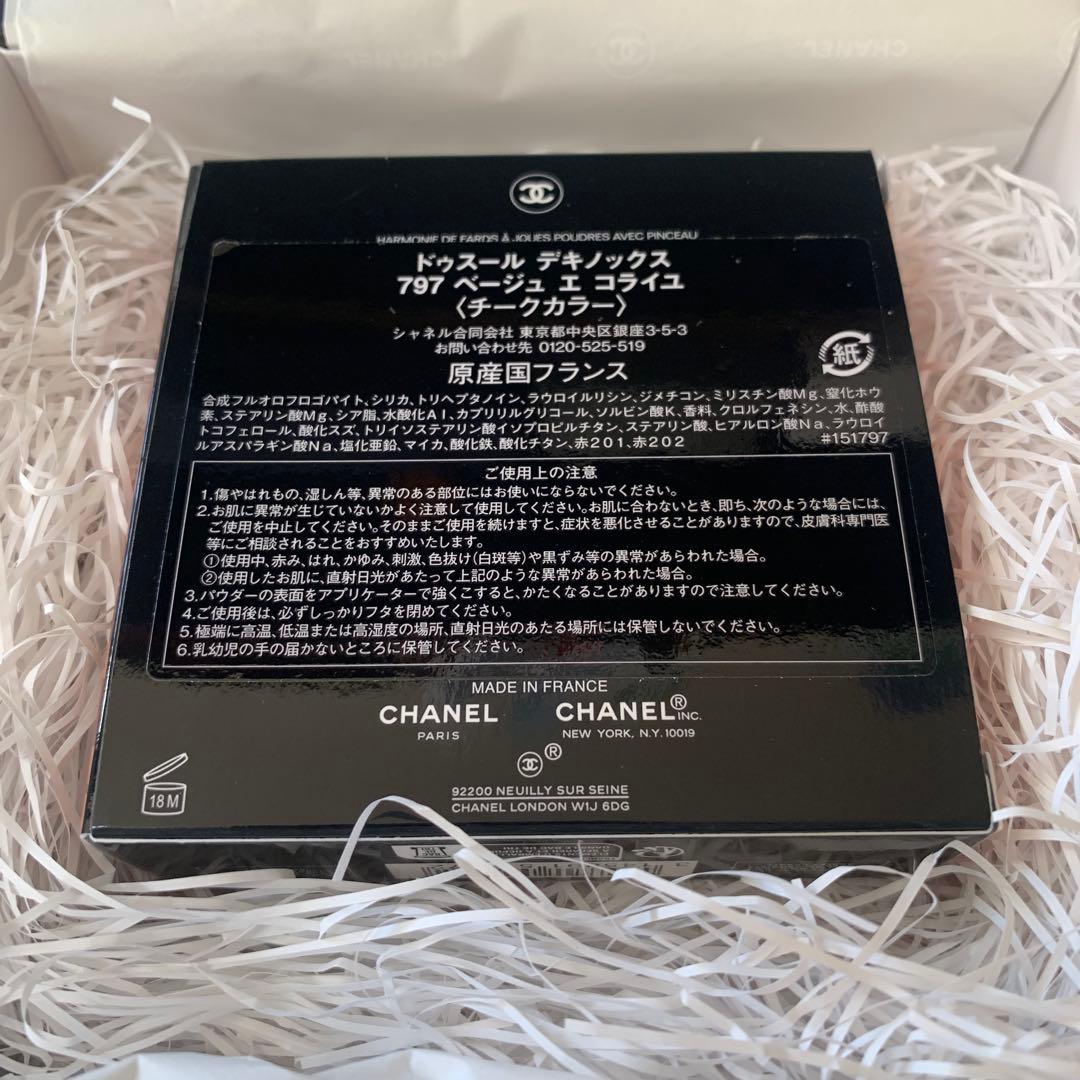 CHANEL
HARMONIE DE FARDS À JOUES POUDRES AVEC PINCEAU
ドゥスール デキノックス
797 ベージュ エ コライユ
〈チークカラー〉
シャネル合同会社 東京都中央区銀座3-5-3
お問い合わせ先 0120-525-519
紙
原産国フランス
合成フルオロフロゴパイト、シリカ、トリヘプタノイン、ラウロイルリシン、ジメチコン、ミリスチン酸Mg、窒化ホウ
素、ステアリン酸Mg、シア脂、水酸化Al、カプリリルグリコール、ソルビン酸K、香料、クロルフェネシン、水、酢酸
トコフェロール、酸化スズ、トリイソステアリン酸イソプロピルチタン、ステアリン酸、ヒアルロン酸Na、ラウロイ
ルアスパラギン酸Na、塩化亜鉛、マイカ、酸化鉄、酸化チタン、赤201、赤202 #151797
ご使用上の注意
1.傷やはれもの、湿しん等、異常のある部位にはお使いにならないでください。
2.お肌に異常が生じていないかよく注意して使用してください。お肌に合わないとき、即ち、次のような場合には、
ご使用を中止してください。そのままご使用を続けますと、症状を悪化させることがありますので、皮膚科専門医
等にご相談されることをおすすめいたします。
①使用中、赤み、はれ、かゆみ、刺激、色抜け(白斑等)や黒ずみ等の異常があらわれた場合。
②使用したお肌に、直射日光があたって上記のような異常があらわれた場合。
3.パウダーの表面をアプリケーターで強くこすると、かたくなることがありますので注意してください。
4.ご使用後は、必ずしっかりフタを閉めてください。
5.極端に高温、低温または高湿度の場所、直射日光のあたる場所には保管しないでください。
6.乳幼児の手の届かないところに保管してください。
MADE IN FRANCE
CHANEL CHANEL® INC.
PARIS NEW YORK, N.Y. 10019
®
18 M
92200 NEUILLY SUR SEINE
CHANEL LONDON W1J 6DG